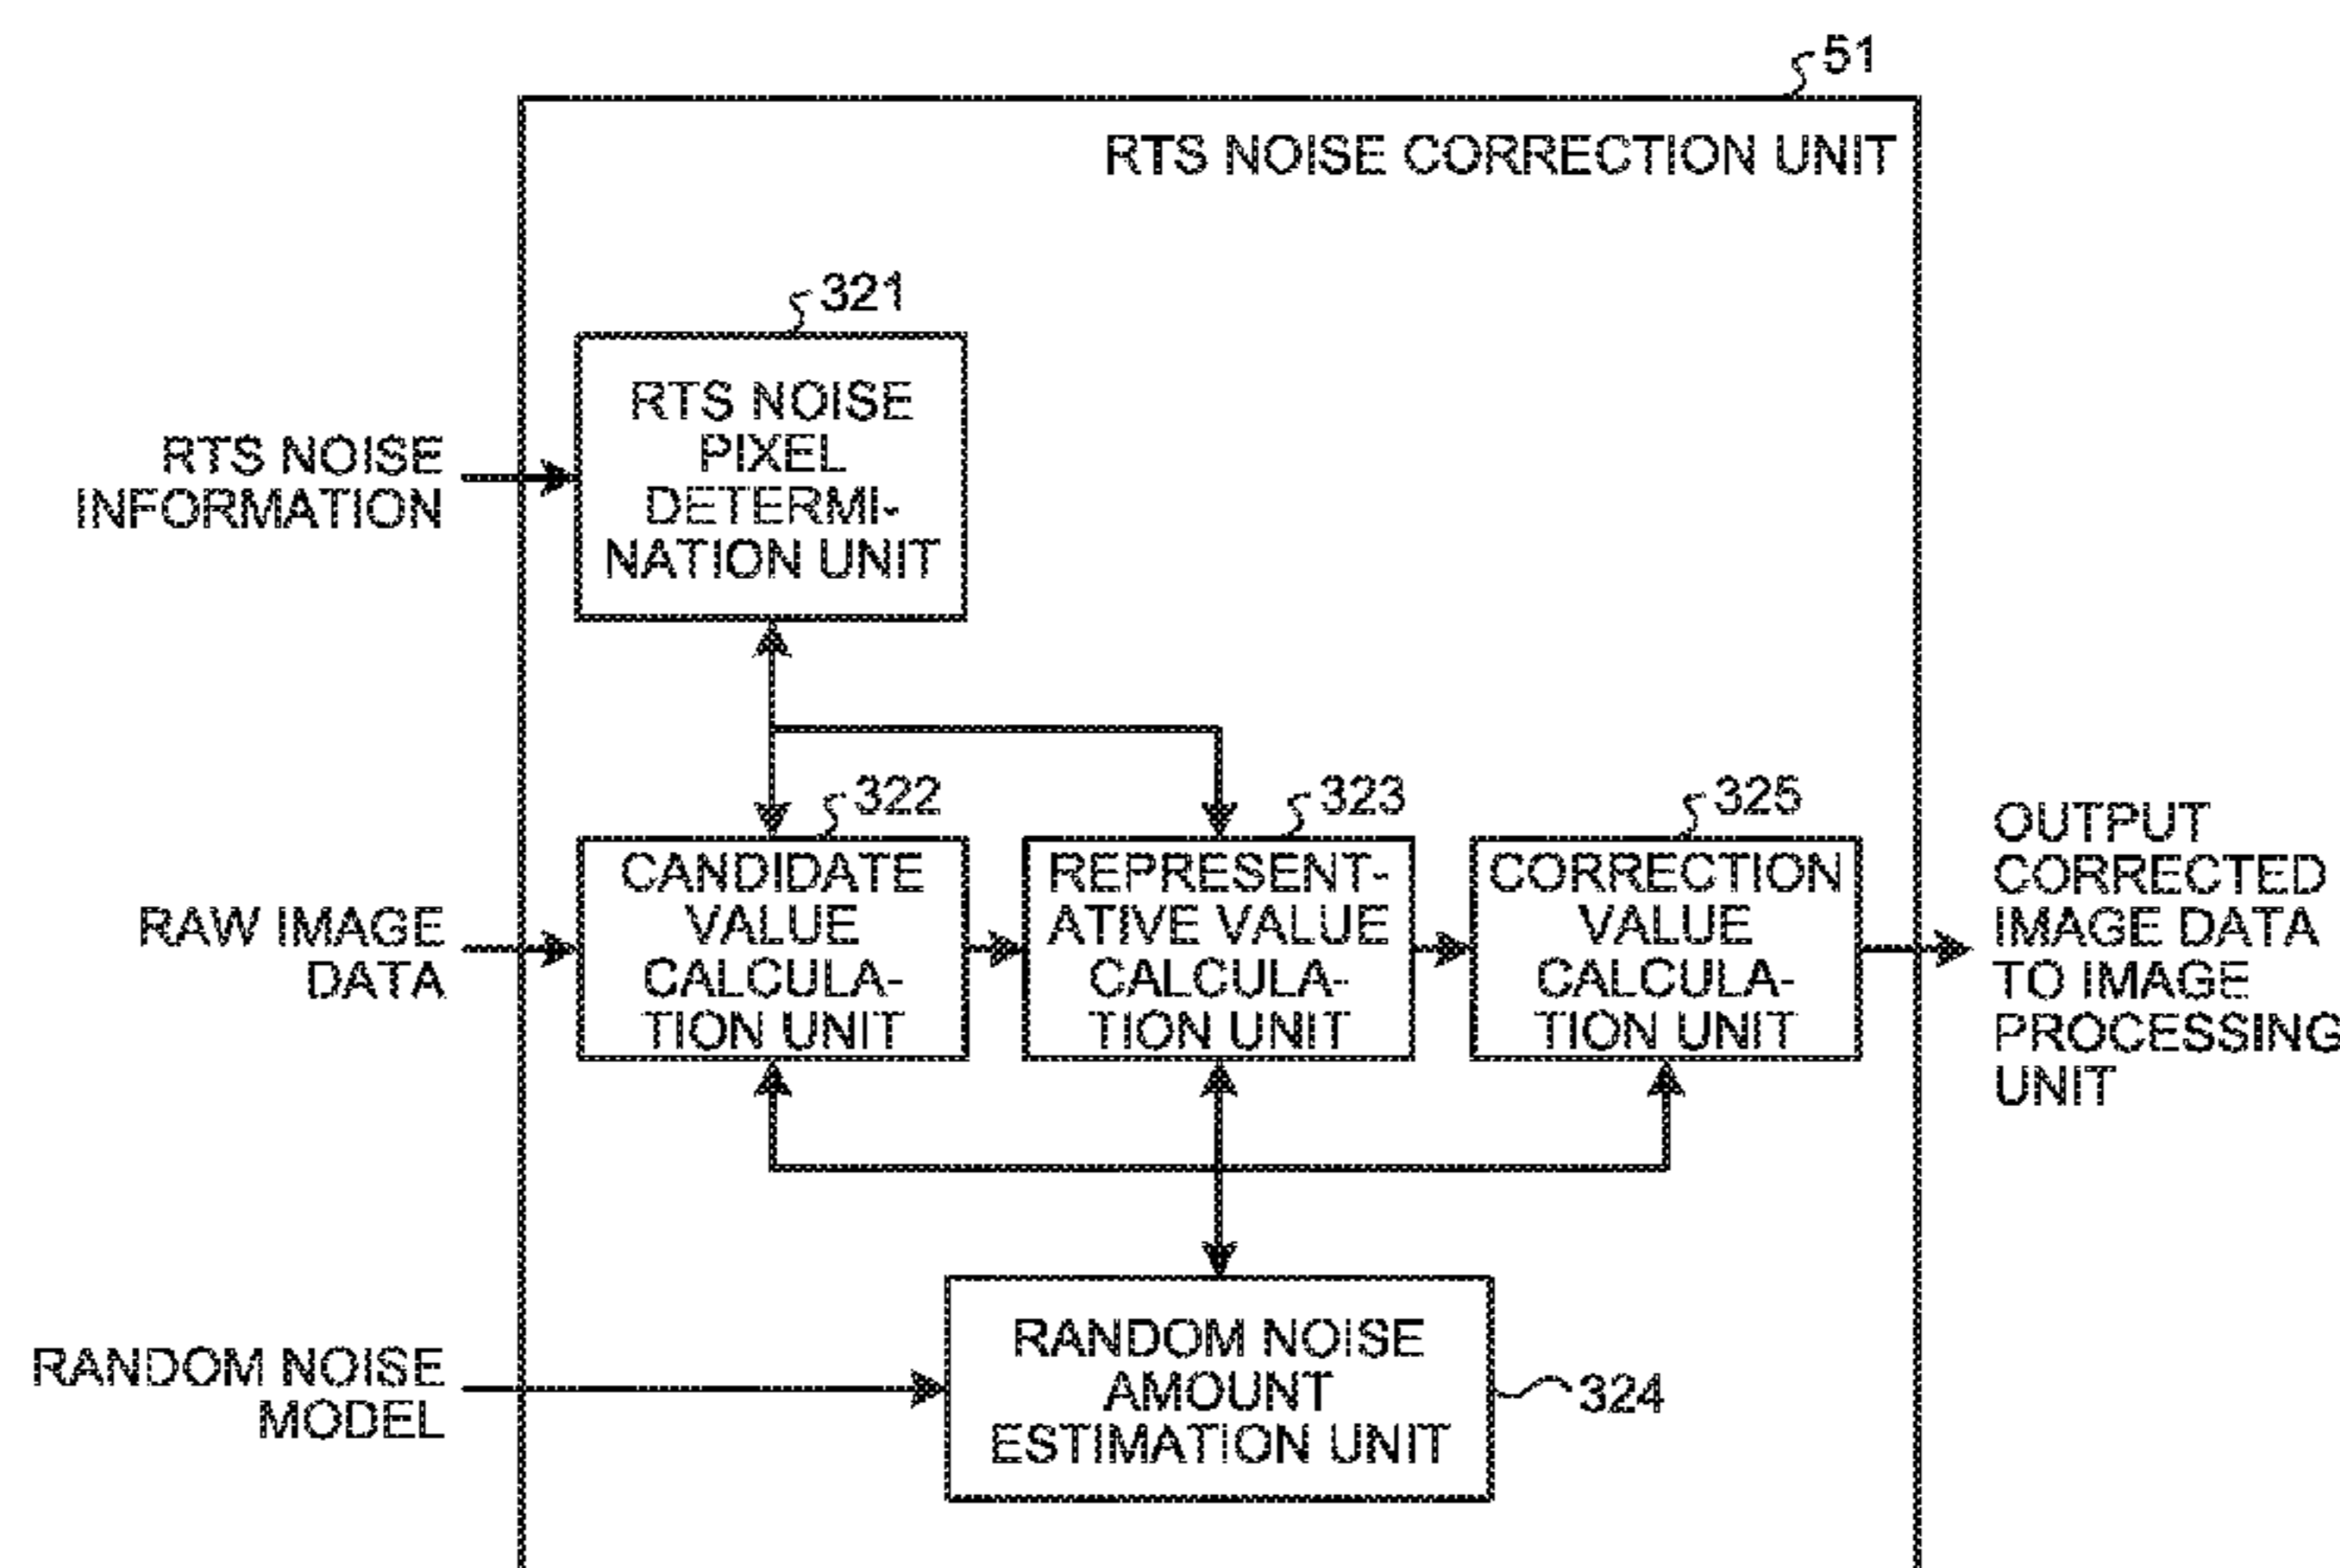 51
RTS NOISE CORRECTION UNIT
321
RTS NOISE
PIXEL
DETERMI-
NATION UNIT
RTS NOISE
INFORMATION
322
323
325
CANDIDATE
VALUE
CALCULA-
TION UNIT
REPRESENT-
ATIVE VALUE
CALCULA-
TION UNIT
CORRECTION
VALUE
CALCULA-
TION UNIT
RAW IMAGE
DATA
OUTPUT
CORRECTED
IMAGE DATA
TO IMAGE
PROCESSING
UNIT
RANDOM NOISE
MODEL
RANDOM NOISE
AMOUNT
ESTIMATION UNIT
324